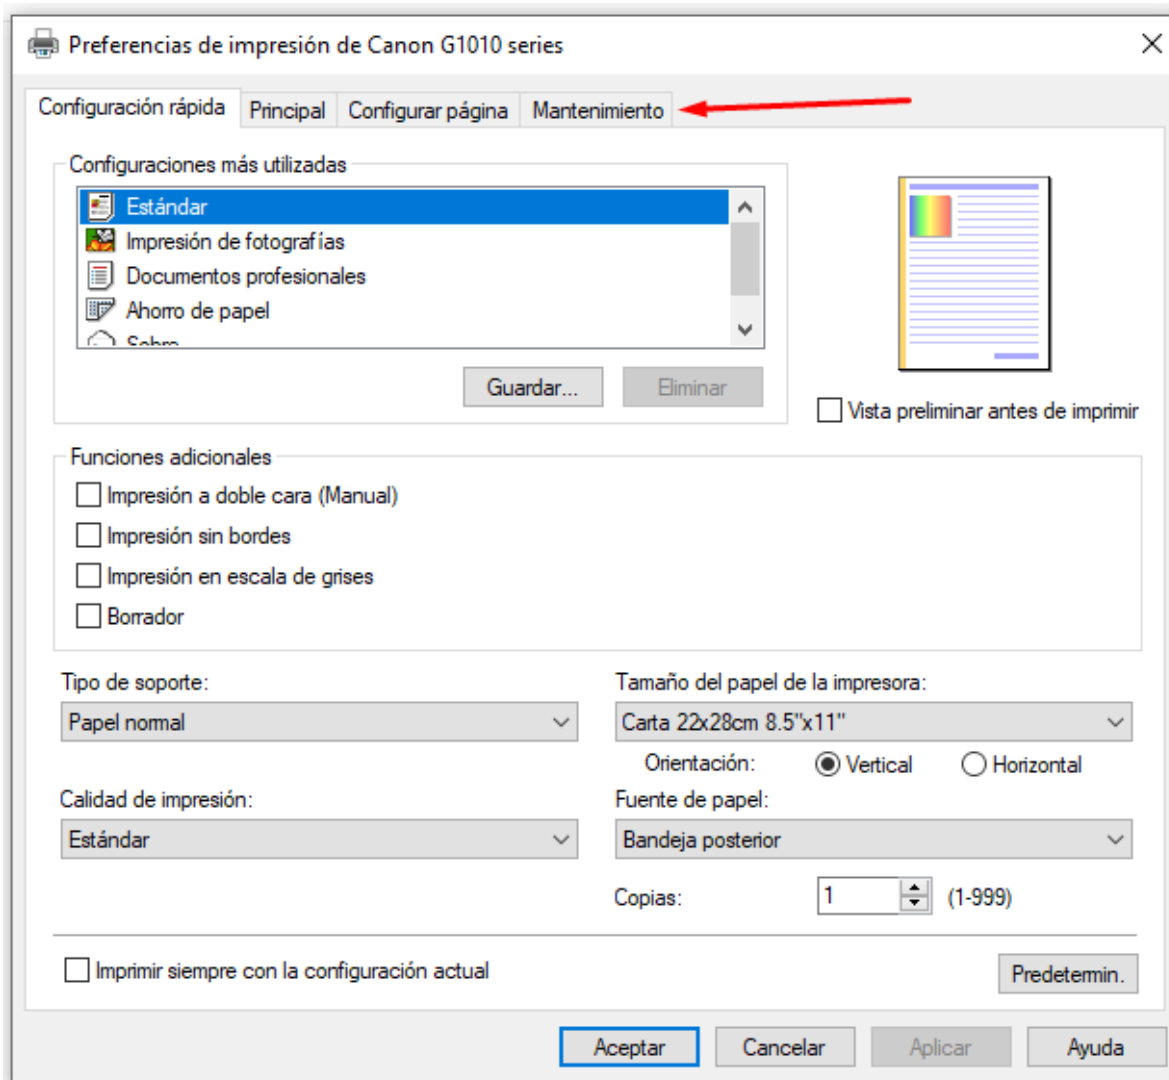 Preferencias de impresión de Canon G1010 series
Configuración rápida Principal Configurar página Mantenimiento
Configuraciones más utilizadas
Estándar
Impresión de fotografías
Documentos profesionales
Ahorro de papel
Sobre
Guardar... Eliminar
Vista preliminar antes de imprimir
Funciones adicionales
Impresión a doble cara (Manual)
Impresión sin bordes
Impresión en escala de grises
Borrador
Tipo de soporte:
Papel normal
Tamaño del papel de la impresora:
Carta 22x28cm 8.5"x11"
Orientación: Vertical Horizontal
Calidad de impresión:
Estándar
Fuente de papel:
Bandeja posterior
Copias: 1 (1-999)
Imprimir siempre con la configuración actual
Predetermin.
Aceptar Cancelar Aplicar Ayuda